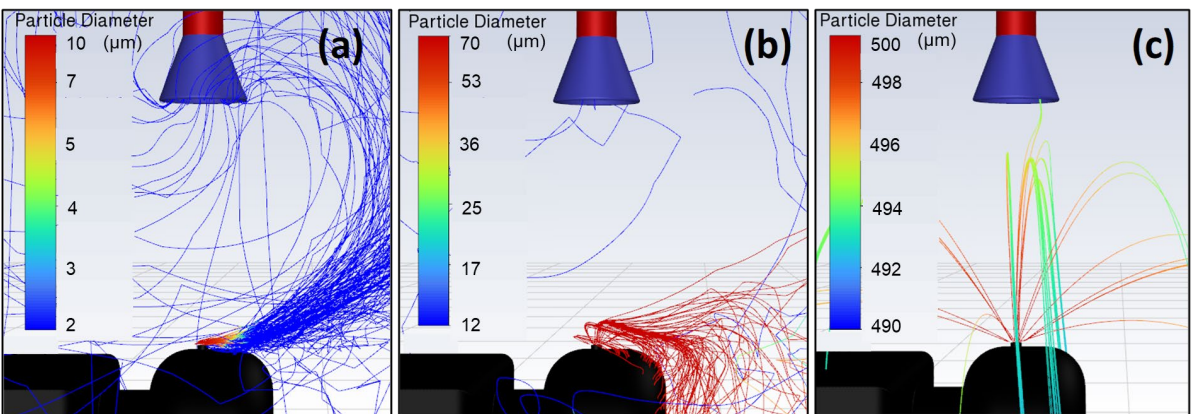 Particle Diameter
10 (μm)
7
5
4
3
2
(a)
Particle Diameter
70 (μm)
53
36
25
17
12
(b)
Particle Diameter
500 (μm)
498
496
494
492
490
(c)